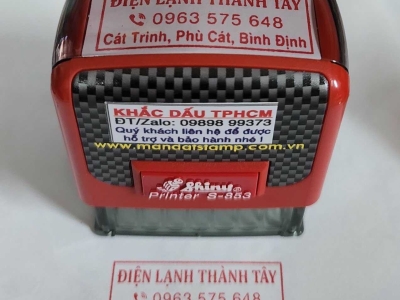 ĐIỆN LẠNH THÀNH TÂY
0963 575 648
Cát Trinh, Phù Cát, Bình Định
KHẮC DẤU TPHCM
ĐT/Zalo: 09898 99373
Quý khách liên hệ để được
hỗ trợ và bảo hành nhé !
www.mandaistamp.com.vn
Shiny
Printer S-853
ĐIỆN LẠNH THÀNH TÂY
0963 575 648